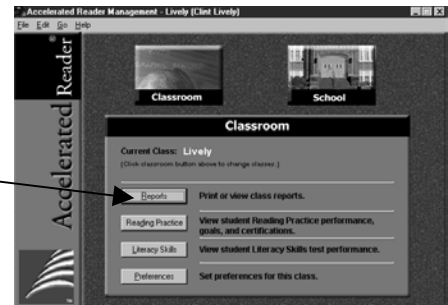 Accelerated Reader Management - Lively (Clint Lively)
File Edit Go Help
Accelerated Reader
Classroom
School
Classroom
Current Class: Lively
(Click classroom button above to change classes.)
Reports Print or view class reports.
Reading Practice View student Reading Practice performance, goals, and certifications.
Literacy Skills View student Literacy Skills test performance.
Preferences Set preferences for this class.